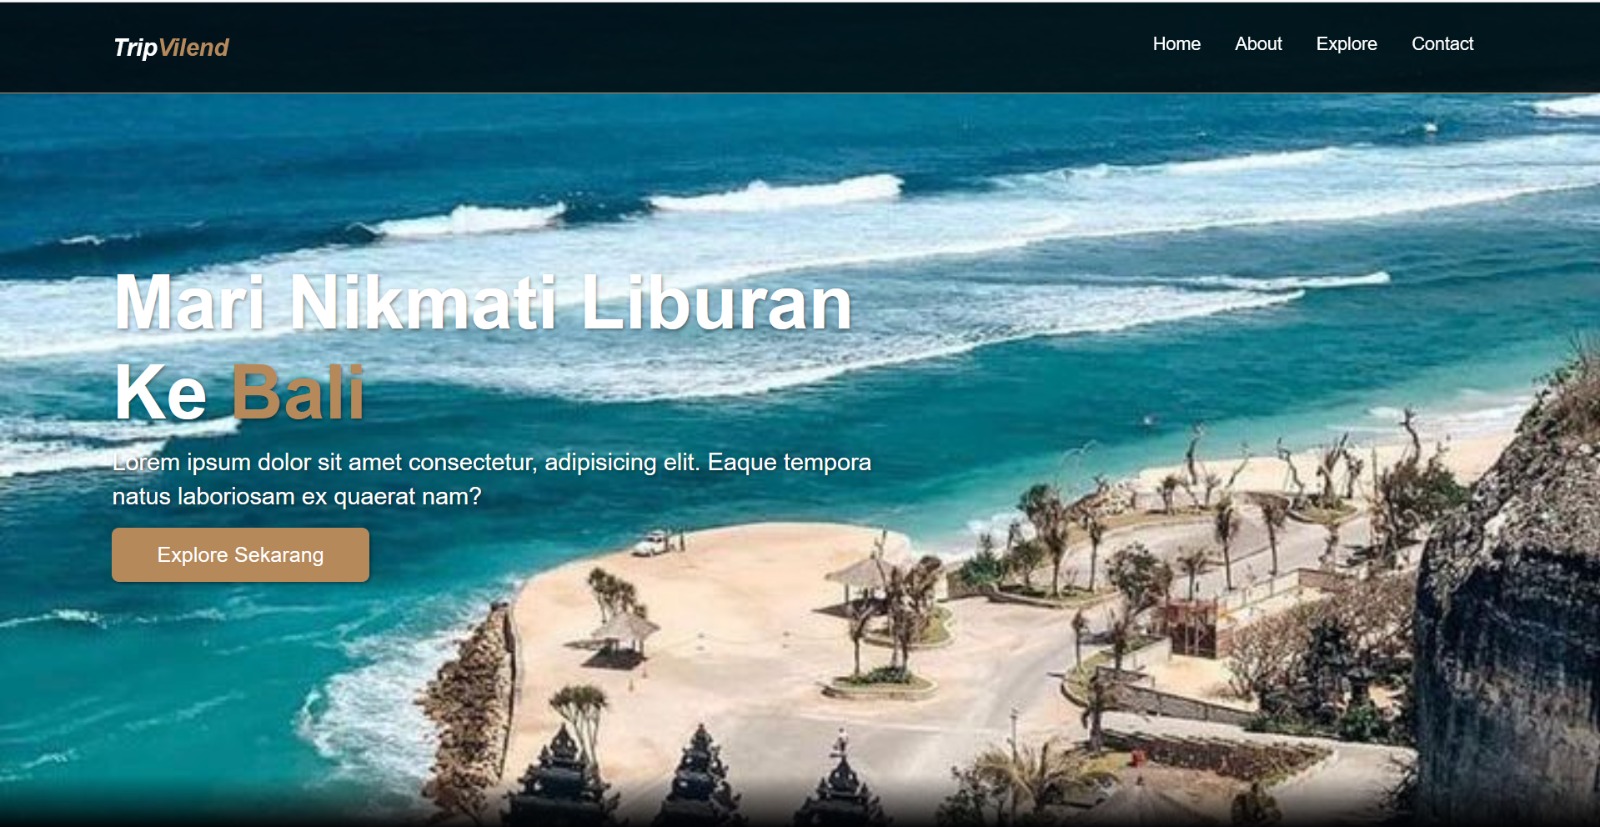 TripVilend
Home About Explore Contact
Mari Nikmati Liburan
Ke Bali
Lorem ipsum dolor sit amet consectetur, adipisicing elit. Eaque tempora
natus laboriosam ex quaerat nam?
Explore Sekarang